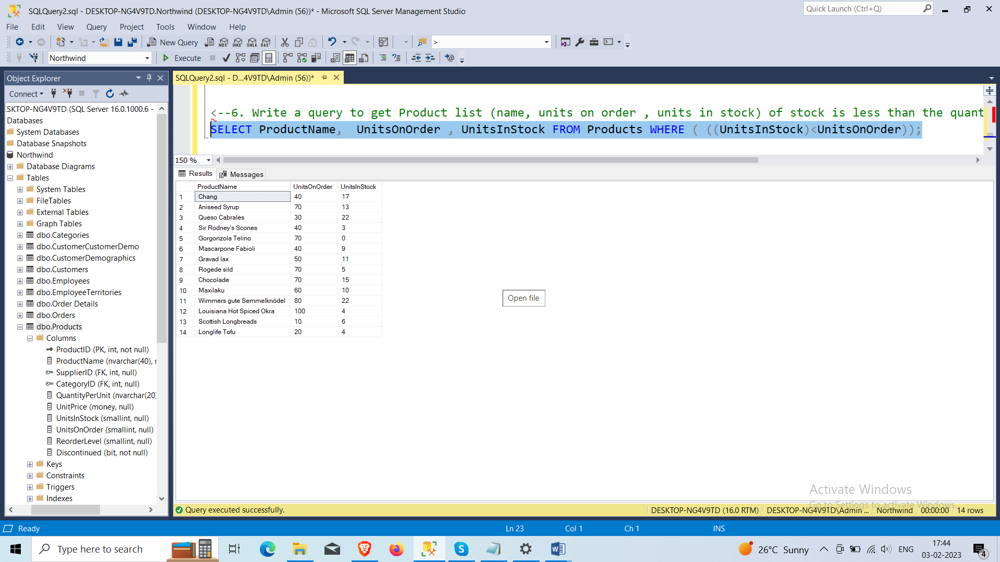 SQLQuery2.sql - DESKTOP-NG4V9TD.Northwind (DESKTOP-NG4V9TD\Admin (56))* - Microsoft SQL Server Management Studio
Quick Launch (Ctrl+Q)
File Edit View Query Project Tools Window Help
New Query MDX DMX XMLA DAX >
Northwind Execute
Object Explorer
Connect
SKTOP-NG4V9TD (SQL Server 16.0.1000.6 -
Databases
System Databases
Database Snapshots
Northwind
Database Diagrams
Tables
System Tables
FileTables
External Tables
Graph Tables
dbo.Categories
dbo.CustomerCustomerDemo
dbo.CustomerDemographics
dbo.Customers
dbo.Employees
dbo.EmployeeTerritories
dbo.Order Details
dbo.Orders
dbo.Products
Columns
ProductID (PK, int, not null)
ProductName (nvarchar(40), r
SupplierID (FK, int, null)
CategoryID (FK, int, null)
QuantityPerUnit (nvarchar(20)
UnitPrice (money, null)
UnitsInStock (smallint, null)
UnitsOnOrder (smallint, null)
ReorderLevel (smallint, null)
Discontinued (bit, not null)
Keys
Constraints
Triggers
Indexes
SQLQuery2.sql - D...4V9TD\Admin (56))*
<--6. Write a query to get Product list (name, units on order , units in stock) of stock is less than the quant
SELECT ProductName,  UnitsOnOrder , UnitsInStock FROM Products WHERE ( ((UnitsInStock)<UnitsOnOrder));
150 %
Results Messages
ProductName UnitsOnOrder UnitsInStock
1 Chang 40 17
2 Aniseed Syrup 70 13
3 Queso Cabrales 30 22
4 Sir Rodney's Scones 40 3
5 Gorgonzola Telino 70 0
6 Mascarpone Fabioli 40 9
7 Gravad lax 50 11
8 Rogede sild 70 5
9 Chocolade 70 15
10 Maxilaku 60 10
11 Wimmers gute Semmelknödel 80 22
12 Louisiana Hot Spiced Okra 100 4
13 Scottish Longbreads 10 6
14 Longlife Tofu 20 4
Open file
Activate Windows
Go to Settings to activate Windows.
Query executed successfully.
DESKTOP-NG4V9TD (16.0 RTM) DESKTOP-NG4V9TD\Admin ... Northwind 00:00:00 14 rows
Ready Ln 23 Col 1 Ch 1 INS
Type here to search
26°C Sunny ENG
17:44
03-02-2023
4